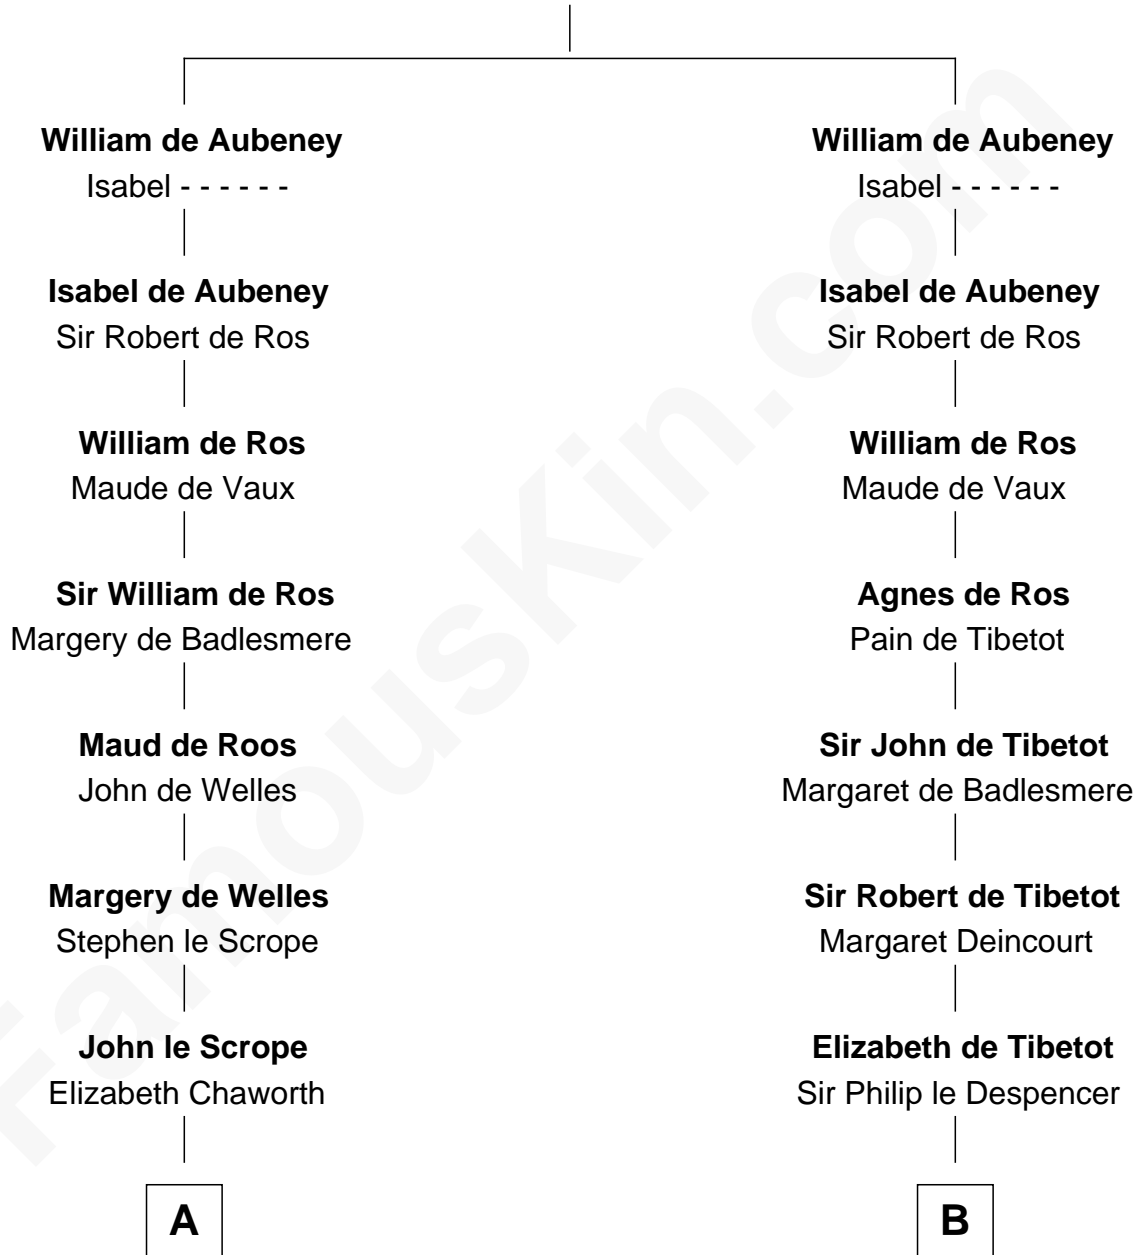 William de Aubeney
Isabel - - - - - -
Isabel de Aubeney
Sir Robert de Ros
William de Ros
Maude de Vaux
Sir William de Ros
Margery de Badlesmere
Maud de Roos
John de Welles
Margery de Welles
Stephen le Scrope
John le Scrope
Elizabeth Chaworth
A
William de Aubeney
Isabel - - - - - -
Isabel de Aubeney
Sir Robert de Ros
William de Ros
Maude de Vaux
Agnes de Ros
Pain de Tibetot
Sir John de Tibetot
Margaret de Badlesmere
Sir Robert de Tibetot
Margaret Deincourt
Elizabeth de Tibetot
Sir Philip le Despencer
B
FamousKin.com